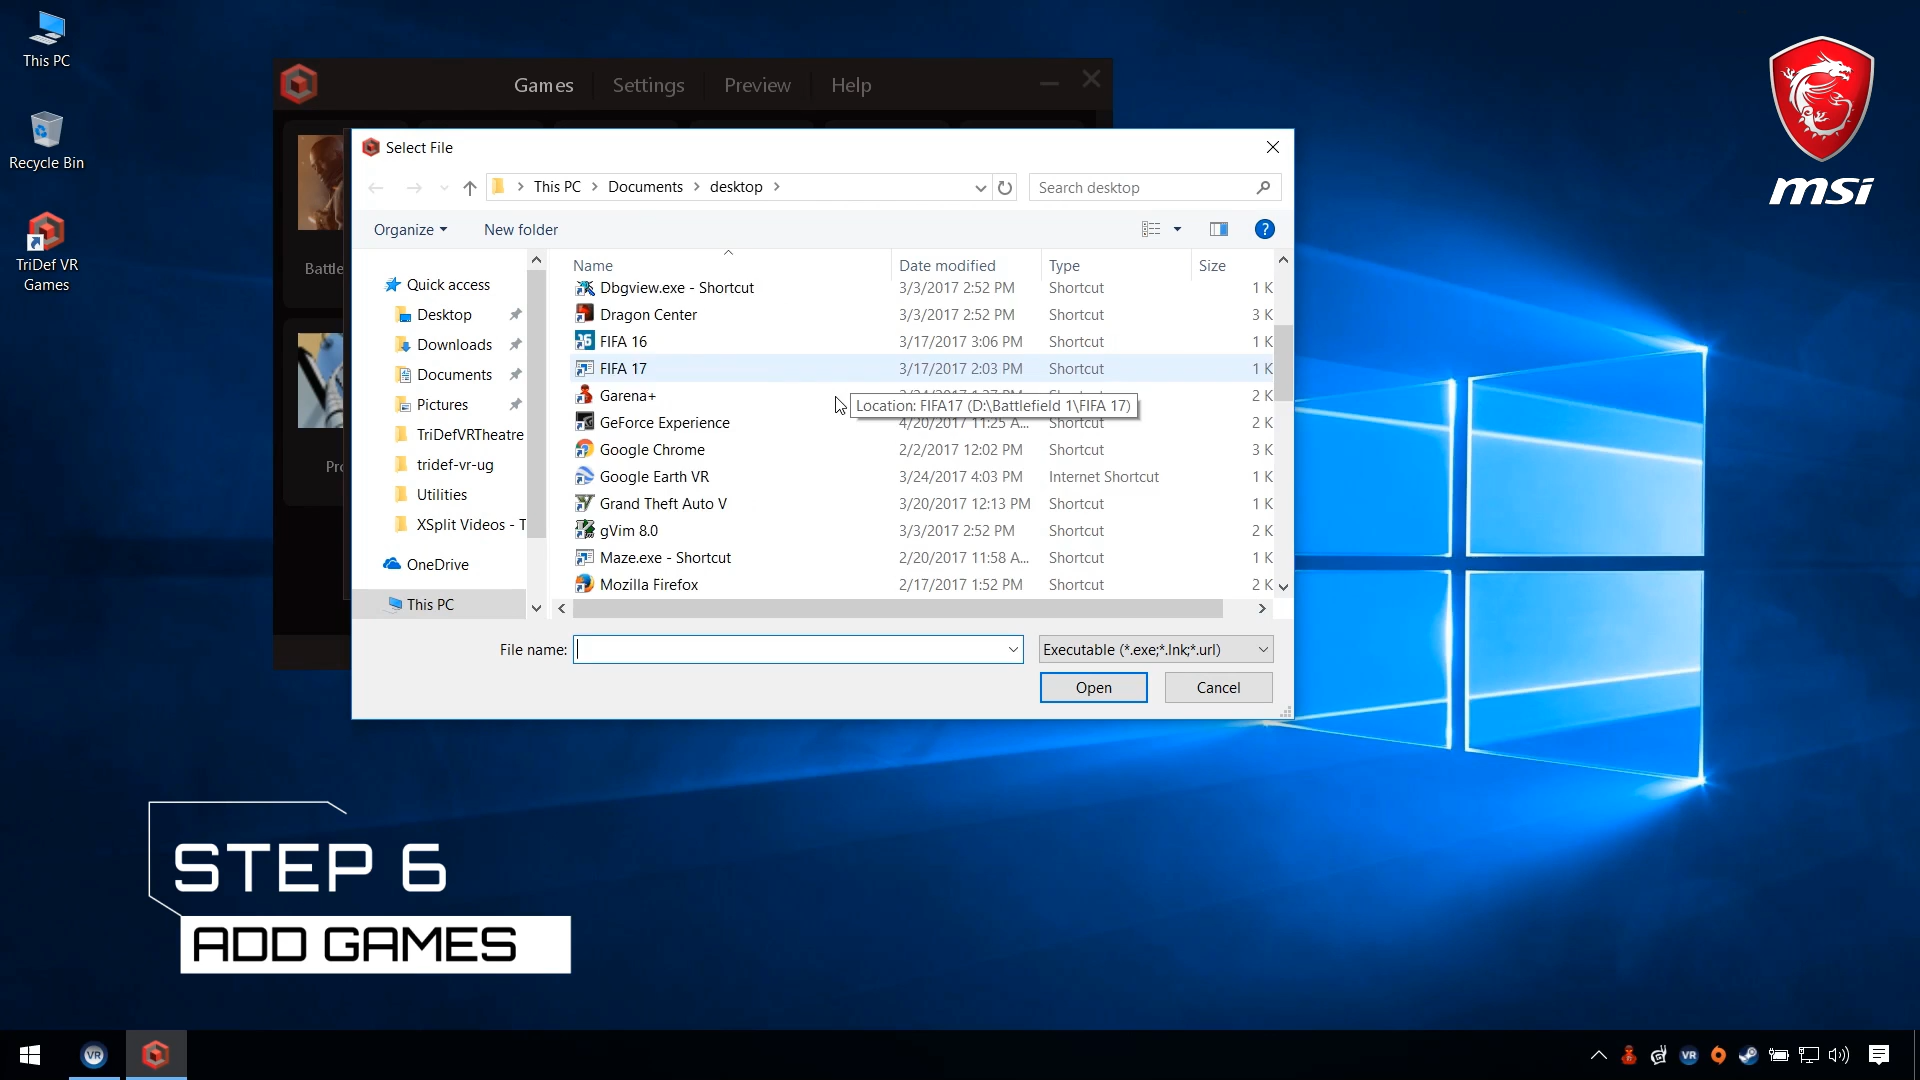 This PC
Recycle Bin
TriDef VR
Games
Games
Settings
Preview
Help
Battle
Pro
msi
Select File
This PC
Documents
desktop
Search desktop
Organize
New folder
?
Name
Date modified
Type
Size
Quick access
Desktop
Downloads
Documents
Pictures
TriDefVRTheatre
tridef-vr-ug
Utilities
XSplit Videos - T
OneDrive
This PC
Dbgview.exe - Shortcut 3/3/2017 2:52 PM Shortcut 1 K
Dragon Center 3/3/2017 2:52 PM Shortcut 3 K
FIFA 16 3/17/2017 3:06 PM Shortcut 1 K
FIFA 17 3/17/2017 2:03 PM Shortcut 1 K
Garena+ 2 K
Location: FIFA17 (D:\Battlefield 1\FIFA 17)
GeForce Experience 4/20/2017 11:25 A... Shortcut 2 K
Google Chrome 2/2/2017 12:02 PM Shortcut 3 K
Google Earth VR 3/24/2017 4:03 PM Internet Shortcut 1 K
Grand Theft Auto V 3/20/2017 12:13 PM Shortcut 1 K
gVim 8.0 3/3/2017 2:52 PM Shortcut 2 K
Maze.exe - Shortcut 2/20/2017 11:58 A... Shortcut 1 K
Mozilla Firefox 2/17/2017 1:52 PM Shortcut 2 K
File name:
Executable (*.exe;*.lnk;*.url)
Open
Cancel
STEP 6
ADD GAMES
VR
VR